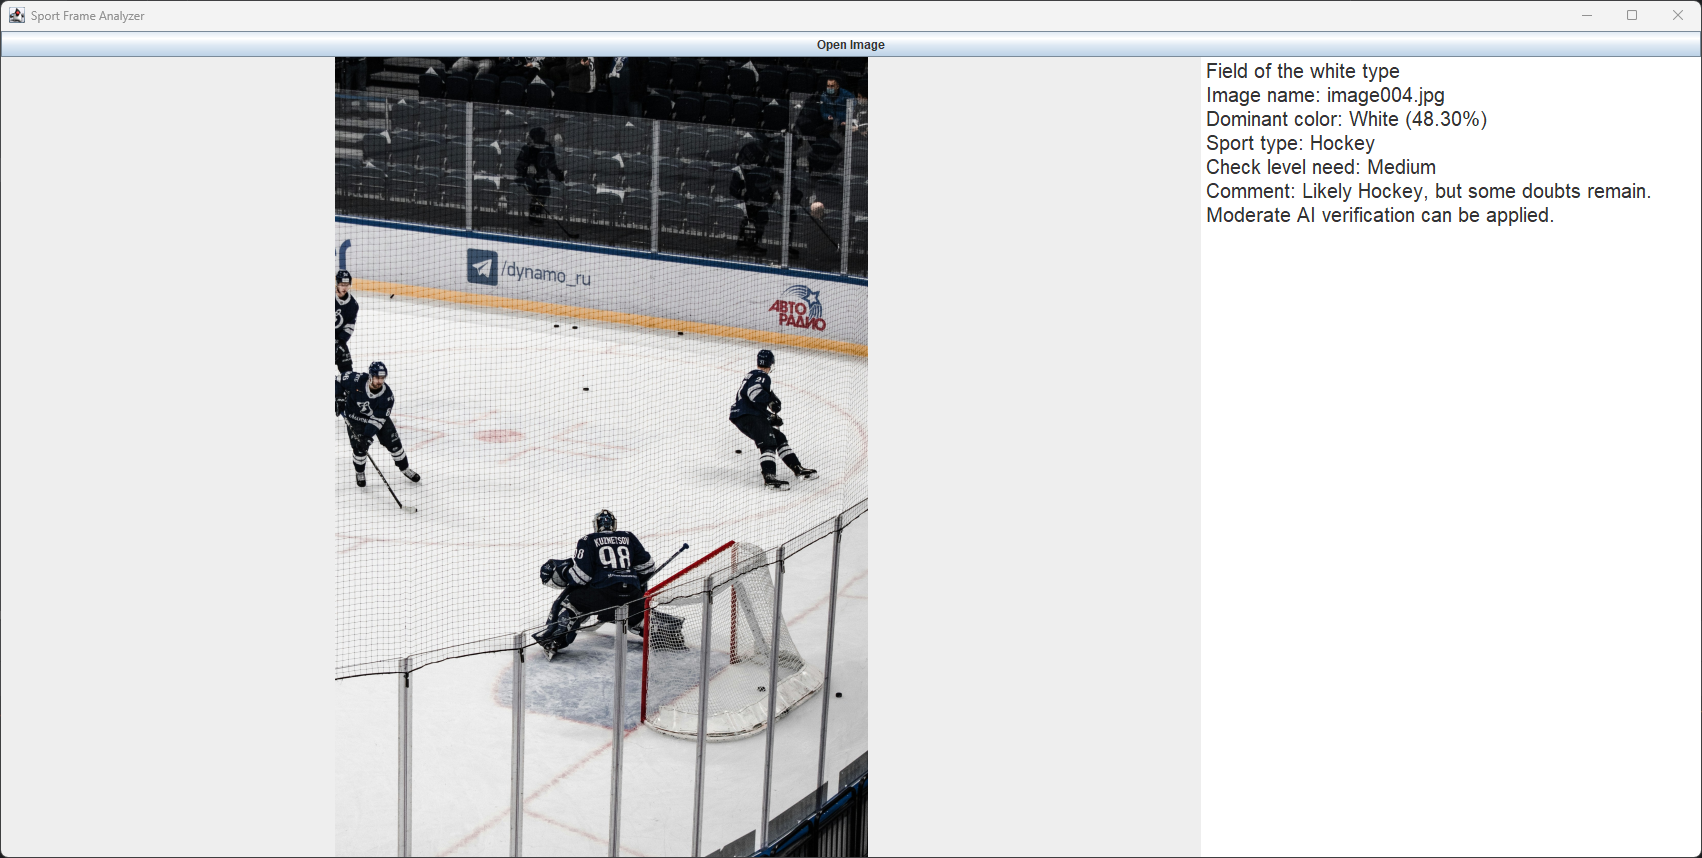 Sport Frame Analyzer
Open Image
Field of the white type
Image name: image004.jpg
Dominant color: White (48.30%)
Sport type: Hockey
Check level need: Medium
Comment: Likely Hockey, but some doubts remain.
Moderate AI verification can be applied.
/dynamo_ru
АВТО
РАДИО
21
KUZNETSOV
98
98